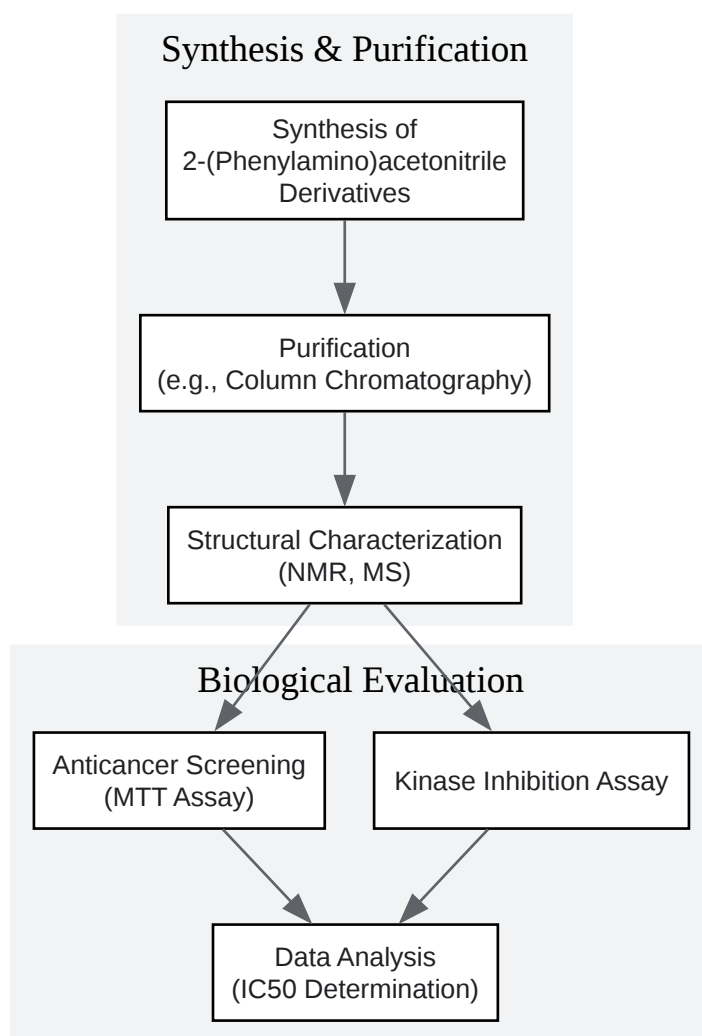 Synthesis & Purification
Synthesis of
2-(Phenylamino)acetonitrile
Derivatives
Purification
(e.g., Column Chromatography)
Structural Characterization
(NMR, MS)
Biological Evaluation
Anticancer Screening
(MTT Assay)
Kinase Inhibition Assay
Data Analysis
(IC50 Determination)